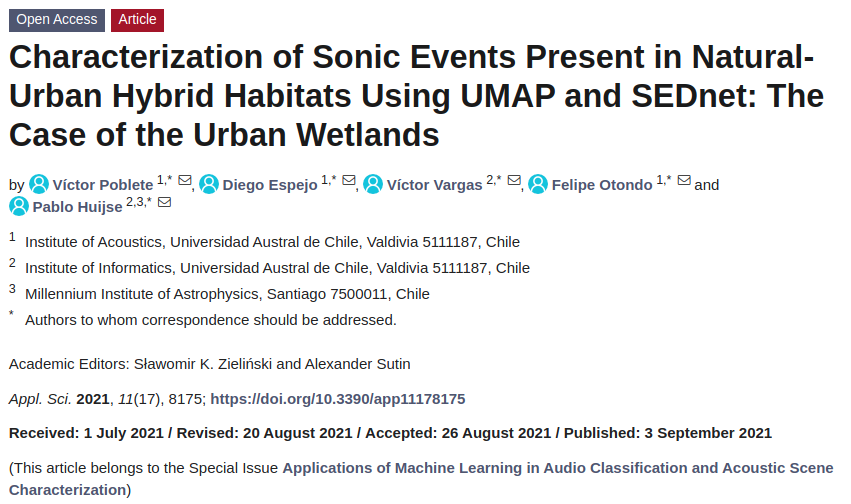 Open Access Article
Characterization of Sonic Events Present in Natural-
Urban Hybrid Habitats Using UMAP and SEDnet: The
Case of the Urban Wetlands
by Víctor Poblete 1,* , Diego Espejo 1,* , Víctor Vargas 2,* , Felipe Otondo 1,* and
Pablo Huijse 2,3,*
1 Institute of Acoustics, Universidad Austral de Chile, Valdivia 5111187, Chile
2 Institute of Informatics, Universidad Austral de Chile, Valdivia 5111187, Chile
3 Millennium Institute of Astrophysics, Santiago 7500011, Chile
* Authors to whom correspondence should be addressed.
Academic Editors: Sławomir K. Zieliński and Alexander Sutin
Appl. Sci. 2021, 11(17), 8175; https://doi.org/10.3390/app11178175
Received: 1 July 2021 / Revised: 20 August 2021 / Accepted: 26 August 2021 / Published: 3 September 2021
(This article belongs to the Special Issue Applications of Machine Learning in Audio Classification and Acoustic Scene
Characterization)